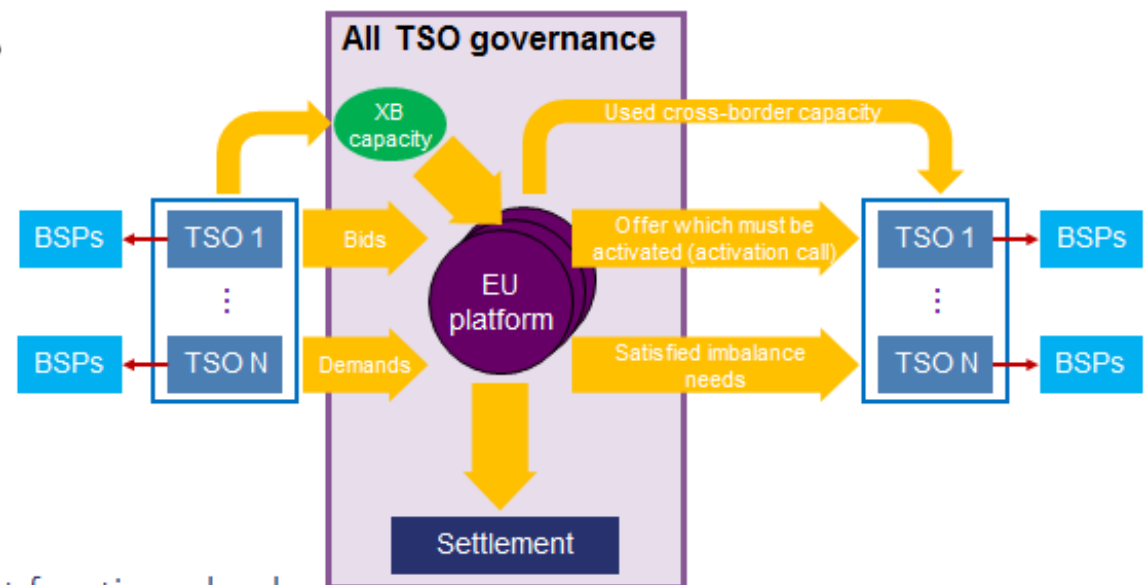 All TSO governance
XB
capacity
Used cross-border capacity
BSPs
TSO 1
Bids
Offer which must be
activated (activation call)
TSO 1
BSPs
⋮
EU
platform
⋮
BSPs
TSO N
Demands
Satisfied imbalance
needs
TSO N
BSPs
Settlement